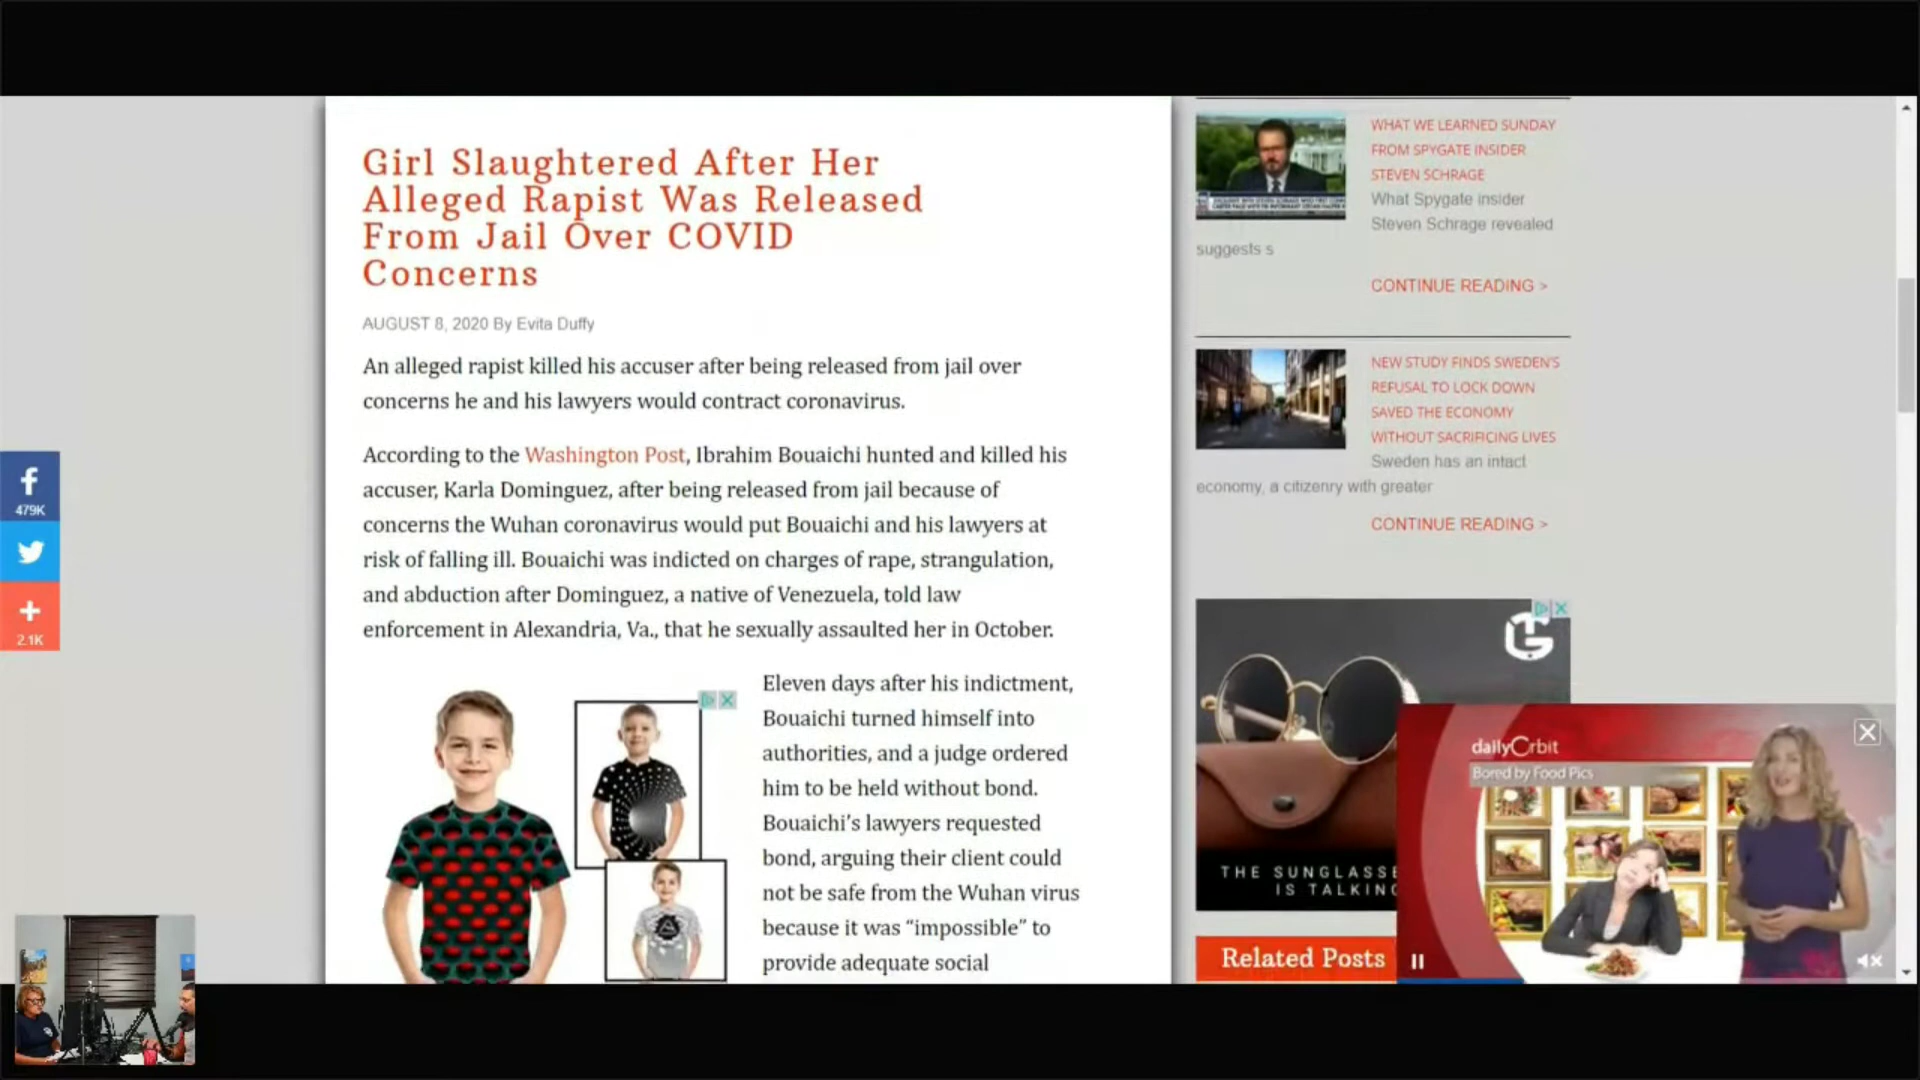 Girl Slaughtered After Her
Alleged Rapist Was Released
From Jail Over COVID
Concerns
AUGUST 8, 2020 By Evita Duffy
An alleged rapist killed his accuser after being released from jail over
concerns he and his lawyers would contract coronavirus.
According to the Washington Post, Ibrahim Bouaichi hunted and killed his
accuser, Karla Dominguez, after being released from jail because of
concerns the Wuhan coronavirus would put Bouaichi and his lawyers at
risk of falling ill. Bouaichi was indicted on charges of rape, strangulation,
and abduction after Dominguez, a native of Venezuela, told law
enforcement in Alexandria, Va., that he sexually assaulted her in October.
Eleven days after his indictment,
Bouaichi turned himself into
authorities, and a judge ordered
him to be held without bond.
Bouaichi's lawyers requested
bond, arguing their client could
not be safe from the Wuhan virus
because it was “impossible” to
provide adequate social
479K
2.1K
WHAT WE LEARNED SUNDAY
FROM SPYGATE INSIDER
STEVEN SCHRAGE
What Spygate insider
Steven Schrage revealed
suggests s
CONTINUE READING >
NEW STUDY FINDS SWEDEN'S
REFUSAL TO LOCK DOWN
SAVED THE ECONOMY
WITHOUT SACRIFICING LIVES
Sweden has an intact
economy, a citizenry with greater
CONTINUE READING >
THE SUNGLASSE
IS TALKING
dailyOrbit
Bored by Food Pics
Related Posts